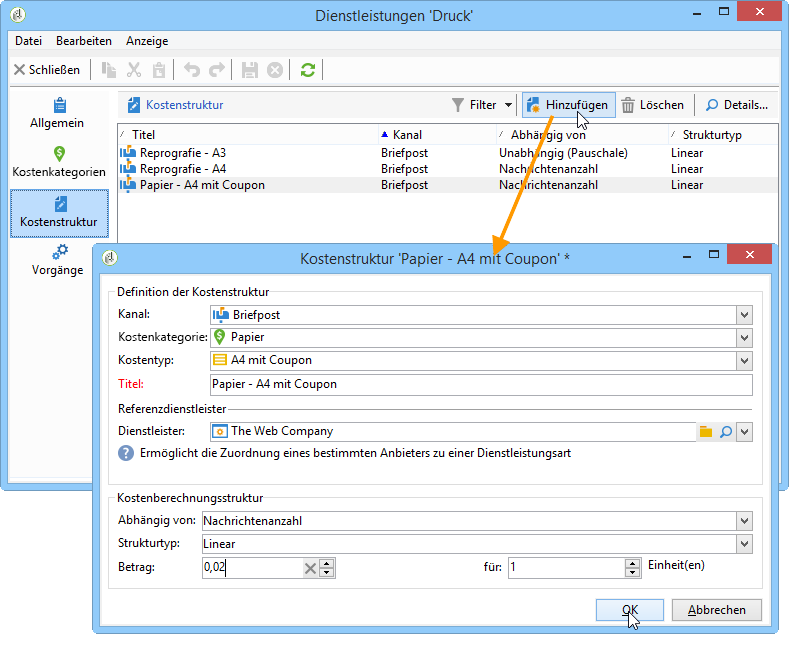 Dienstleistungen 'Druck'
Datei Bearbeiten Anzeige
Schließen
Allgemein
Kostenkategorien
Kostenstruktur
Vorgänge
Kostenstruktur Filter Hinzufügen Löschen Details...
Titel Kanal Abhängig von Strukturtyp
Reprografie - A3 Briefpost Unabhängig (Pauschale) Linear
Reprografie - A4 Briefpost Nachrichtenanzahl Linear
Papier - A4 mit Coupon Briefpost Nachrichtenanzahl Linear
Kostenstruktur 'Papier - A4 mit Coupon' *
Definition der Kostenstruktur
Kanal: Briefpost
Kostenkategorie: Papier
Kostentyp: A4 mit Coupon
Titel: Papier - A4 mit Coupon
Referenzdienstleister
Dienstleister: The Web Company
Ermöglicht die Zuordnung eines bestimmten Anbieters zu einer Dienstleistungsart
Kostenberechnungsstruktur
Abhängig von: Nachrichtenanzahl
Strukturtyp: Linear
Betrag: 0,02 für: 1 Einheit(en)
OK Abbrechen